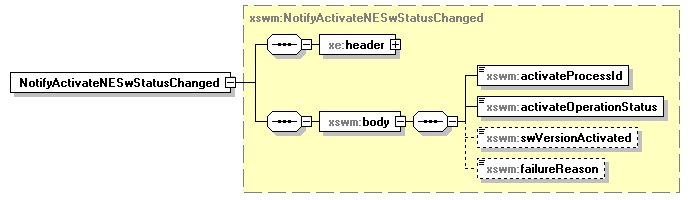 xswm:NotifyActivateNESwStatusChanged
xe:header
NotifyActivateNESwStatusChanged
xswm:activateProcessId
xswm:activateOperationStatus
xswm:body
xswm:swVersionActivated
xswm:failureReason